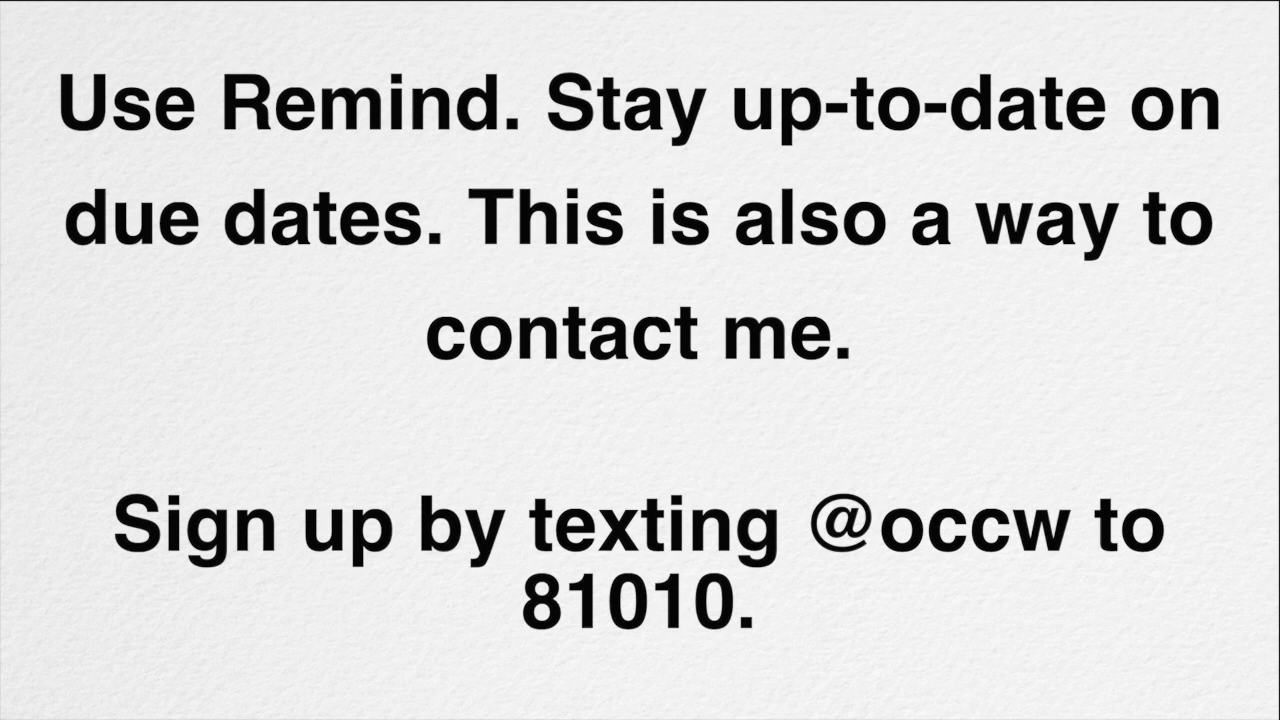 Use Remind. Stay up-to-date on
due dates. This is also a way to
contact me.
Sign up by texting @occw to
81010.